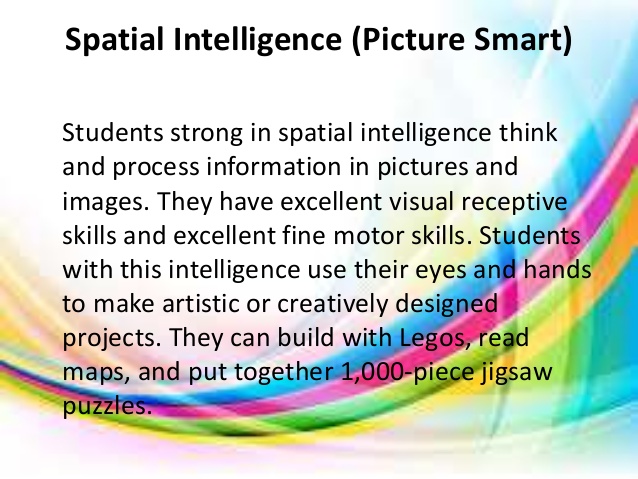 Spatial Intelligence (Picture Smart)
Students strong in spatial intelligence think
and process information in pictures and
images. They have excellent visual receptive
skills and excellent fine motor skills. Students
with this intelligence use their eyes and hands
to make artistic or creatively designed
projects. They can build with Legos, read
maps, and put together 1,000-piece jigsaw
puzzles.